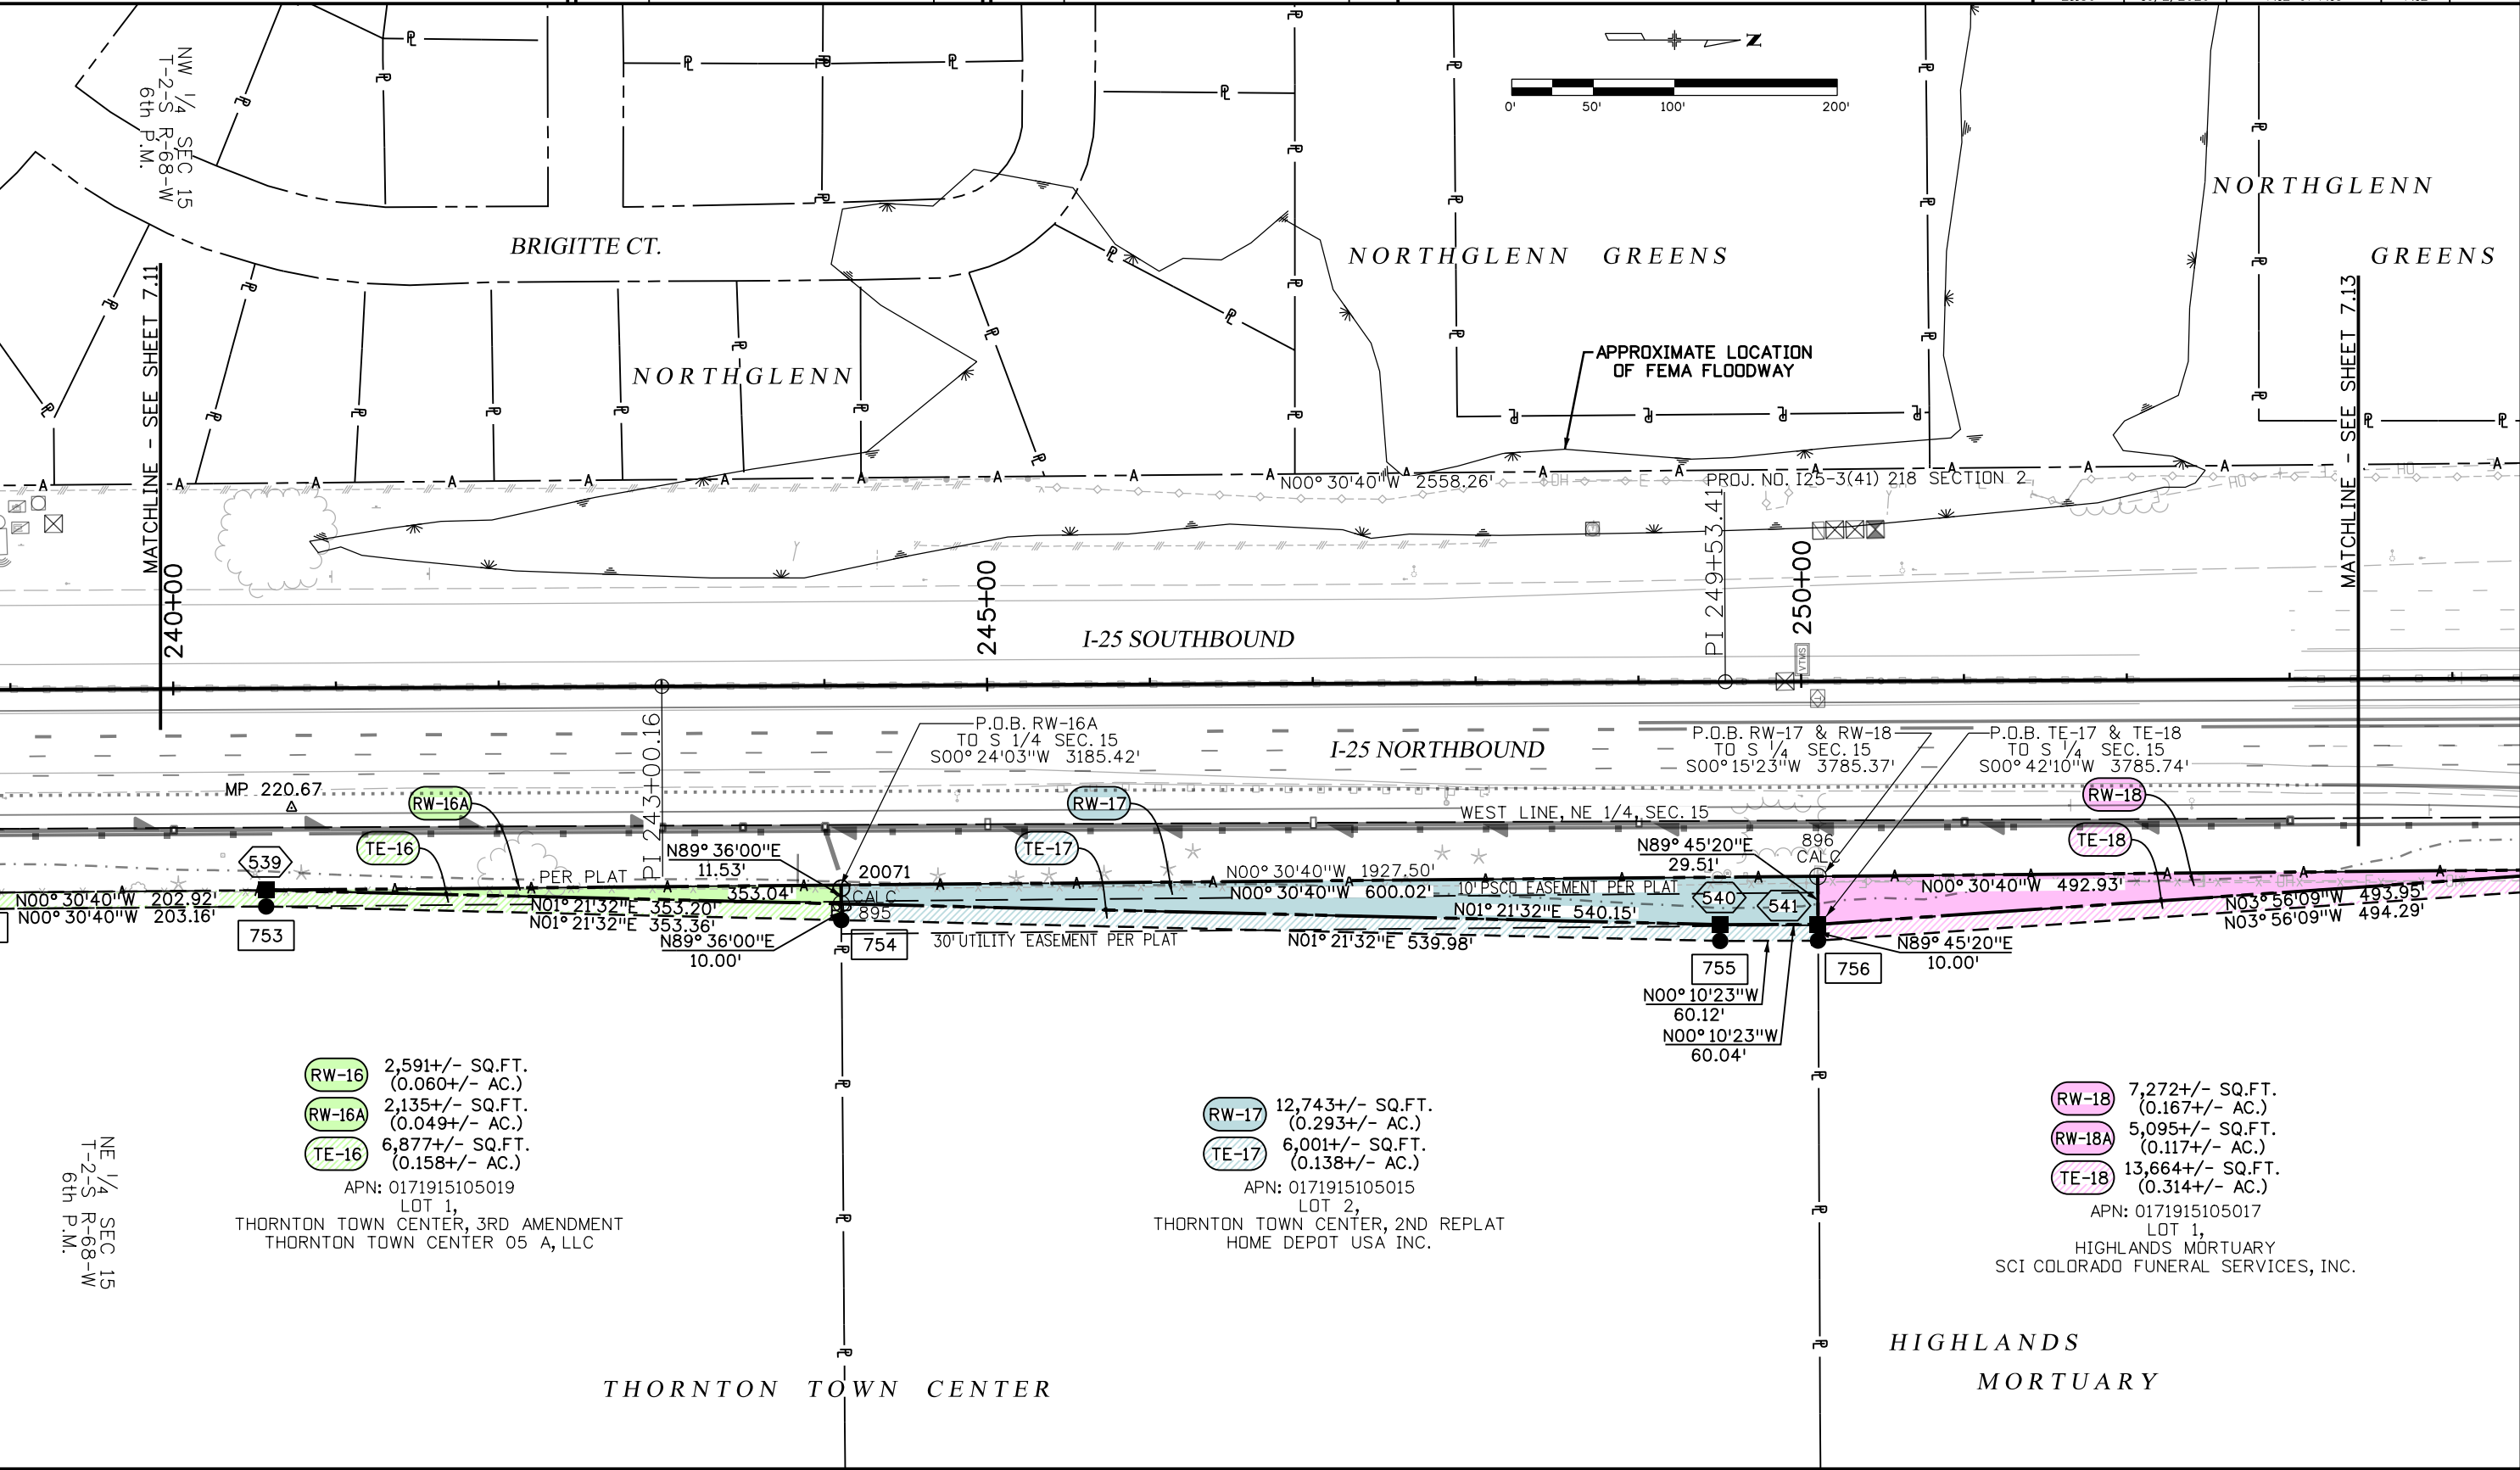 NW 1/4 SEC 15
T-2-S R-68-W
6th P.M.
N
0' 50' 100' 200'
NORTHGLENN
GREENS
BRIGITTE CT.
NORTHGLENN GREENS
MATCHLINE - SEE SHEET 7.11
NORTHGLENN
APPROXIMATE LOCATION
OF FEMA FLOODWAY
MATCHLINE - SEE SHEET 7.13
N00°30'40"W 2558.26'
PROJ. NO. I25-3(41) 218 SECTION 2
240+00
245+00
PI 249+53.41
250+00
I-25 SOUTHBOUND
VTMS
PI 243+00.16
P.O.B. RW-16A
TO S 1/4 SEC. 15
S00°24'03"W 3185.42'
I-25 NORTHBOUND
P.O.B. RW-17 & RW-18
TO S 1/4 SEC. 15
S00°15'23"W 3785.37'
P.O.B. TE-17 & TE-18
TO S 1/4 SEC. 15
S00°42'10"W 3785.74'
MP 220.67
RW-16A
RW-17
RW-18
WEST LINE, NE 1/4, SEC. 15
TE-16
TE-17
TE-18
539
N89°36'00"E
11.53'
N89°45'20"E
29.51'
896
CALC
PER PLAT
20071
CALC
895
353.04'
N00°30'40"W 1927.50'
N00°30'40"W 600.02'
10' PSCO EASEMENT PER PLAT
N00°30'40"W 492.93'
N00°30'40"W 202.92'
N00°30'40"W 203.16'
N01°21'32"E 353.20'
N01°21'32"E 353.36'
N01°21'32"E 540.15'
540
541
N03°56'09"W 493.95'
N03°56'09"W 494.29'
753
N89°36'00"E
10.00'
754
30' UTILITY EASEMENT PER PLAT
N01°21'32"E 539.98'
755
756
N89°45'20"E
10.00'
N00°10'23"W
60.12'
N00°10'23"W
60.04'
RW-16 2,591+/- SQ.FT.
(0.060+/- AC.)
RW-16A 2,135+/- SQ.FT.
(0.049+/- AC.)
TE-16 6,877+/- SQ.FT.
(0.158+/- AC.)
APN: 0171915105019
LOT 1,
THORNTON TOWN CENTER, 3RD AMENDMENT
THORNTON TOWN CENTER 05 A, LLC
RW-17 12,743+/- SQ.FT.
(0.293+/- AC.)
TE-17 6,001+/- SQ.FT.
(0.138+/- AC.)
APN: 0171915105015
LOT 2,
THORNTON TOWN CENTER, 2ND REPLAT
HOME DEPOT USA INC.
RW-18 7,272+/- SQ.FT.
(0.167+/- AC.)
RW-18A 5,095+/- SQ.FT.
(0.117+/- AC.)
TE-18 13,664+/- SQ.FT.
(0.314+/- AC.)
APN: 0171915105017
LOT 1,
HIGHLANDS MORTUARY
SCI COLORADO FUNERAL SERVICES, INC.
NE 1/4 SEC 15
T-2-S R-68-W
6th P.M.
THORNTON TOWN CENTER
HIGHLANDS
MORTUARY